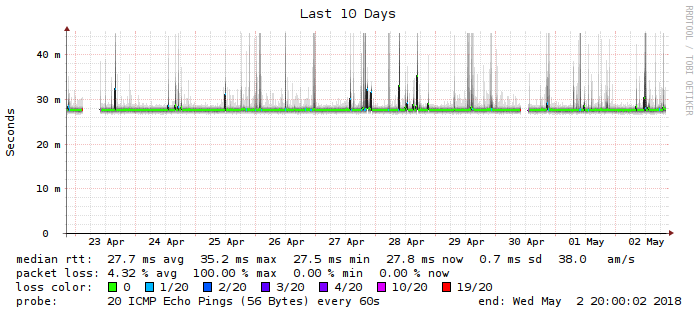 Last 10 Days
RRDTOOL / TOBI OETIKER
Seconds
40 m
30 m
20 m
10 m
0
23 Apr 24 Apr 25 Apr 26 Apr 27 Apr 28 Apr 29 Apr 30 Apr 01 May 02 May
median rtt: 27.7 ms avg 35.2 ms max 27.5 ms min 27.8 ms now 0.7 ms sd 38.0 am/s
packet loss: 4.32 % avg 100.00 % max 0.00 % min 0.00 % now
loss color: 0 1/20 2/20 3/20 4/20 10/20 19/20
probe: 20 ICMP Echo Pings (56 Bytes) every 60s end: Wed May 2 20:00:02 2018